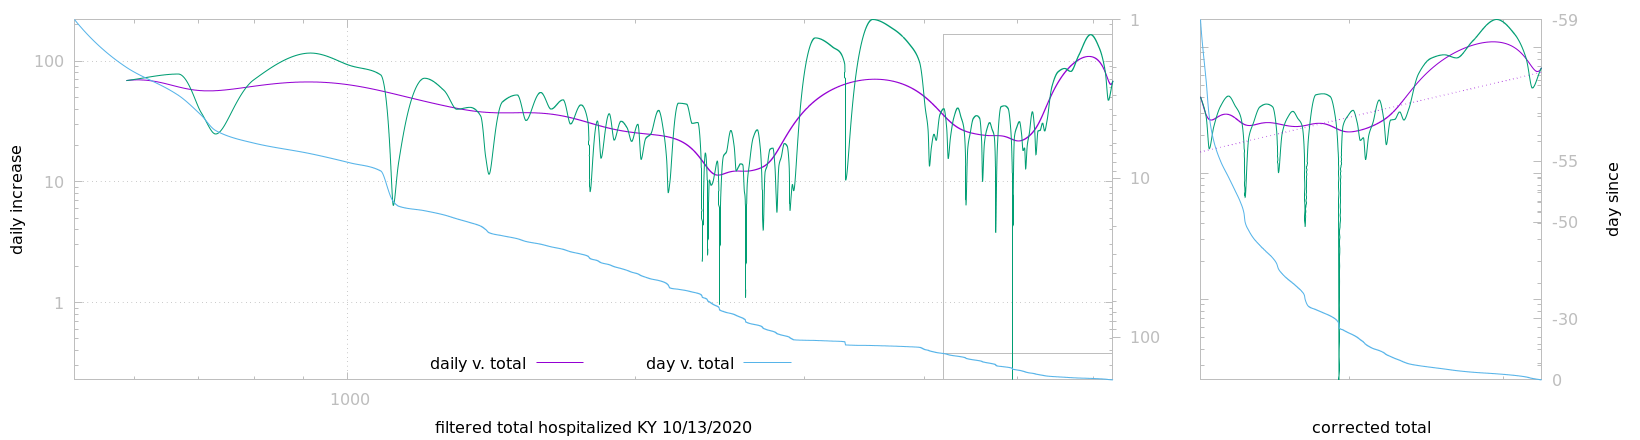 daily increase
100
10
1
1000
1
10
100
daily v. total
day v. total
filtered total hospitalized KY 10/13/2020
-59
-55
-50
-30
0
day since
corrected total